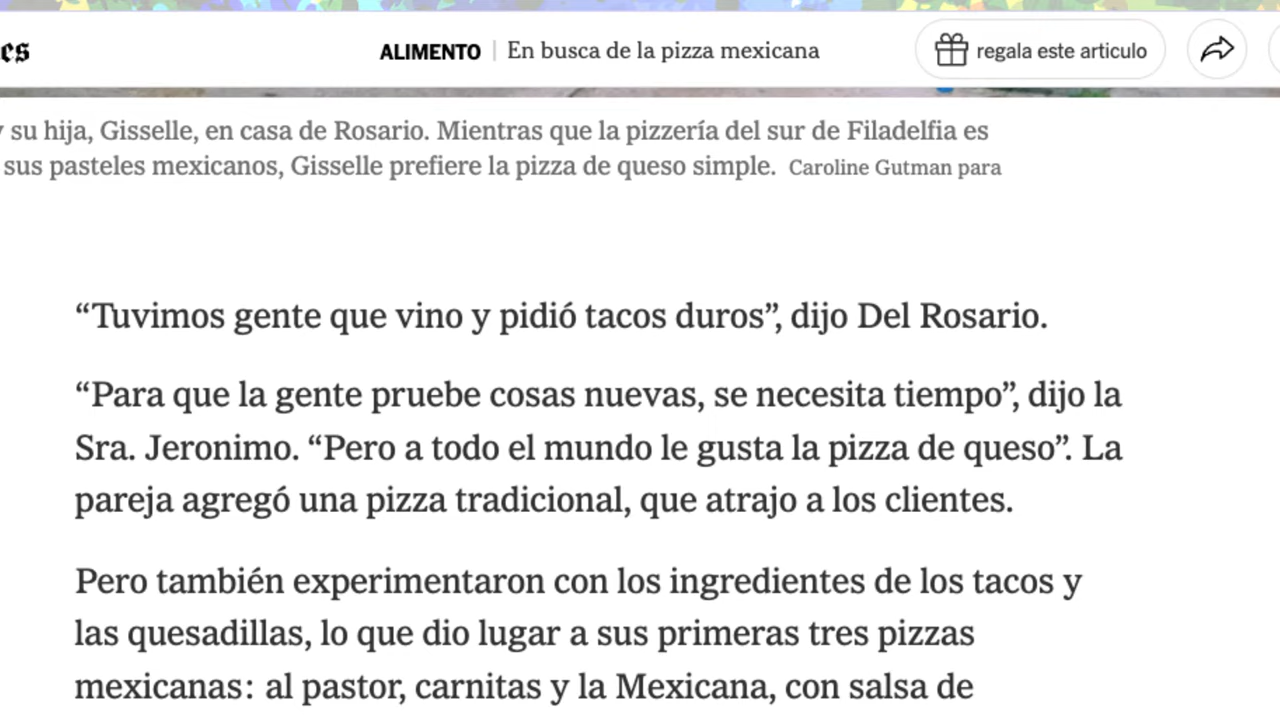 es
ALIMENTO | En busca de la pizza mexicana
regala este articulo
su hija, Gisselle, en casa de Rosario. Mientras que la pizzería del sur de Filadelfia es
sus pasteles mexicanos, Gisselle prefiere la pizza de queso simple. Caroline Gutman para
“Tuvimos gente que vino y pidió tacos duros”, dijo Del Rosario.
“Para que la gente pruebe cosas nuevas, se necesita tiempo”, dijo la
Sra. Jeronimo. “Pero a todo el mundo le gusta la pizza de queso”. La
pareja agregó una pizza tradicional, que atrajo a los clientes.
Pero también experimentaron con los ingredientes de los tacos y
las quesadillas, lo que dio lugar a sus primeras tres pizzas
mexicanas: al pastor, carnitas y la Mexicana, con salsa de